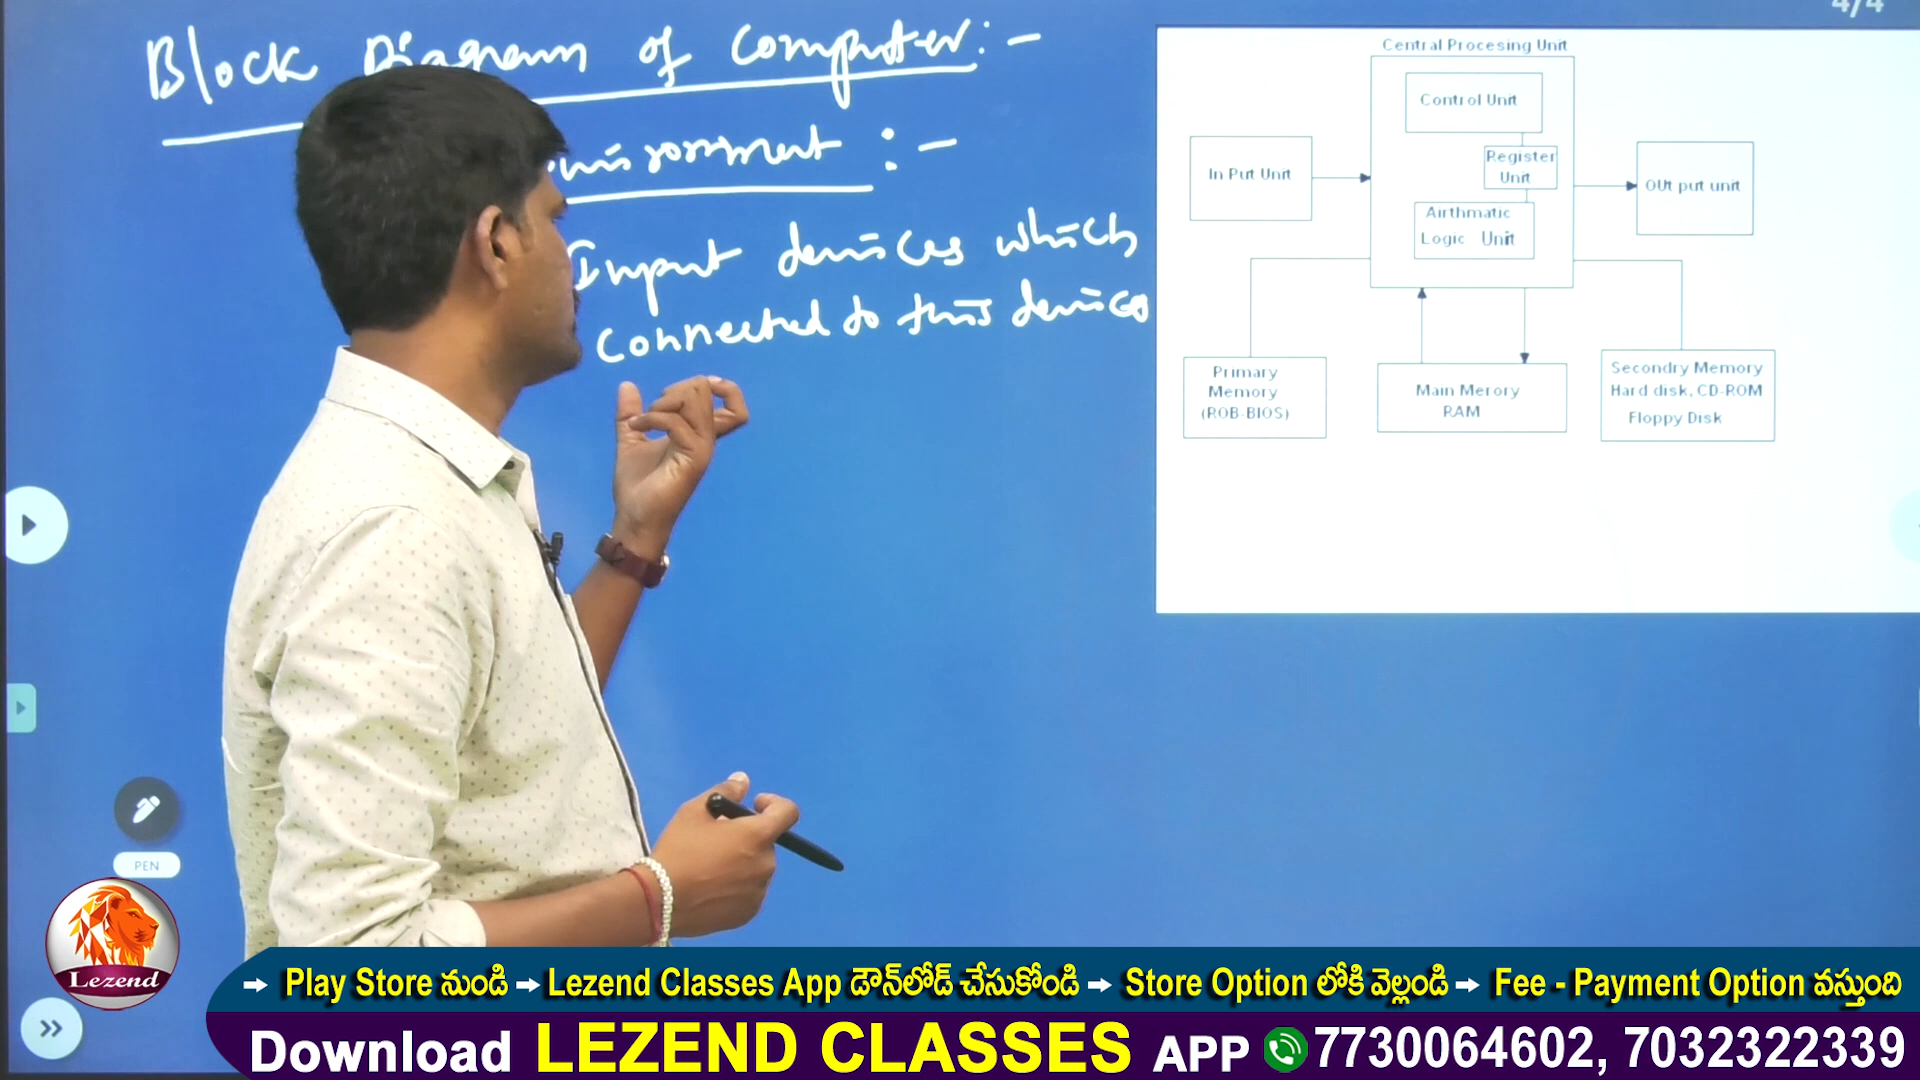 4/4
Block Diagram of computer:-
:-
Input devices which
connected to this devices
Central Procesing Unit
Control Unit
Register
Unit
Airthmatic
Logic Unit
In Put Unit
OUt put unit
Primary
Memory
(ROB-BIOS)
Main Merory
RAM
Secondry Memory
Hard disk, CD-ROM
Floppy Disk
PEN
Lezend
→ Play Store నుండి → Lezend Classes App డౌన్‌లోడ్ చేసుకోండి → Store Option లోకి వెల్లండి → Fee - Payment Option వస్తుంది
Download LEZEND CLASSES APP 7730064602, 7032322339